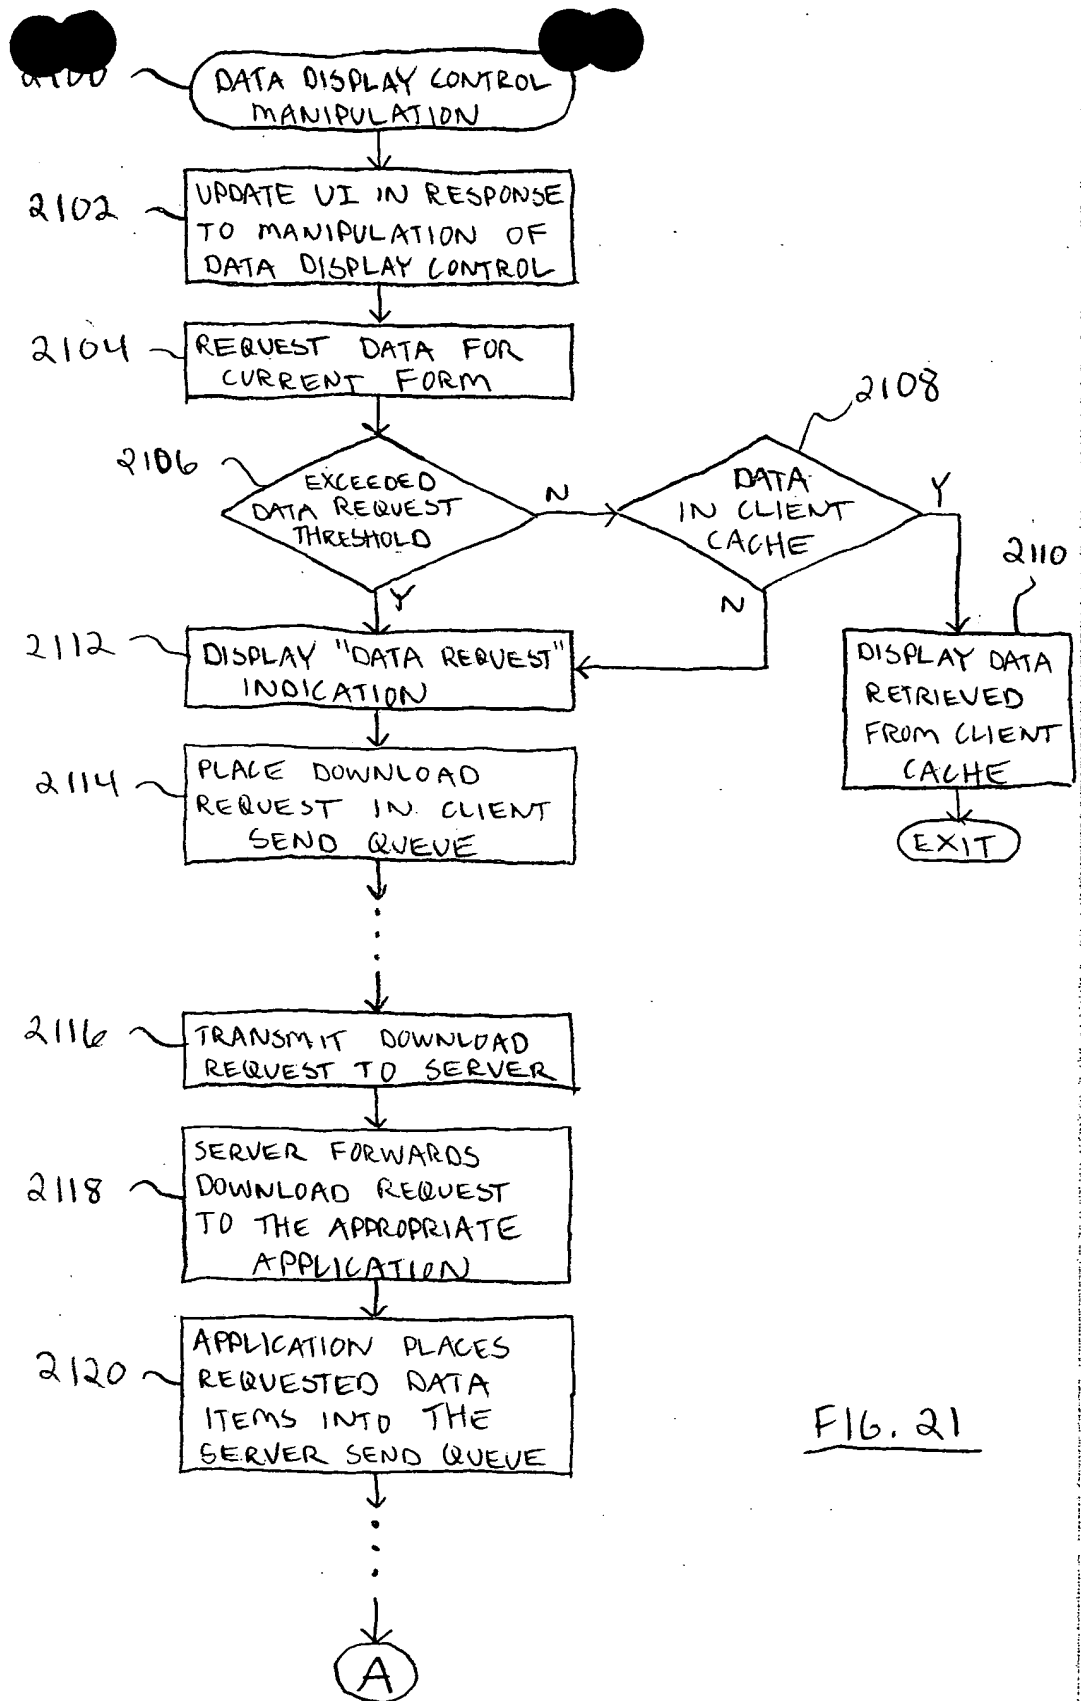 DATA DISPLAY CONTROL
MANIPULATION
2102
UPDATE UI IN RESPONSE
TO MANIPULATION OF
DATA DISPLAY CONTROL
2104
REQUEST DATA FOR
CURRENT FORM
2106
EXCEEDED
DATA REQUEST
THRESHOLD
N
Y
2108
DATA
IN CLIENT
CACHE
Y
N
2110
DISPLAY DATA
RETRIEVED
FROM CLIENT
CACHE
EXIT
2112
DISPLAY "DATA REQUEST"
INDICATION
2114
PLACE DOWNLOAD
REQUEST IN CLIENT
SEND QUEUE
2116
TRANSMIT DOWNLOAD
REQUEST TO SERVER
2118
SERVER FORWARDS
DOWNLOAD REQUEST
TO THE APPROPRIATE
APPLICATION
2120
APPLICATION PLACES
REQUESTED DATA
ITEMS INTO THE
SERVER SEND QUEUE
FIG. 21
A